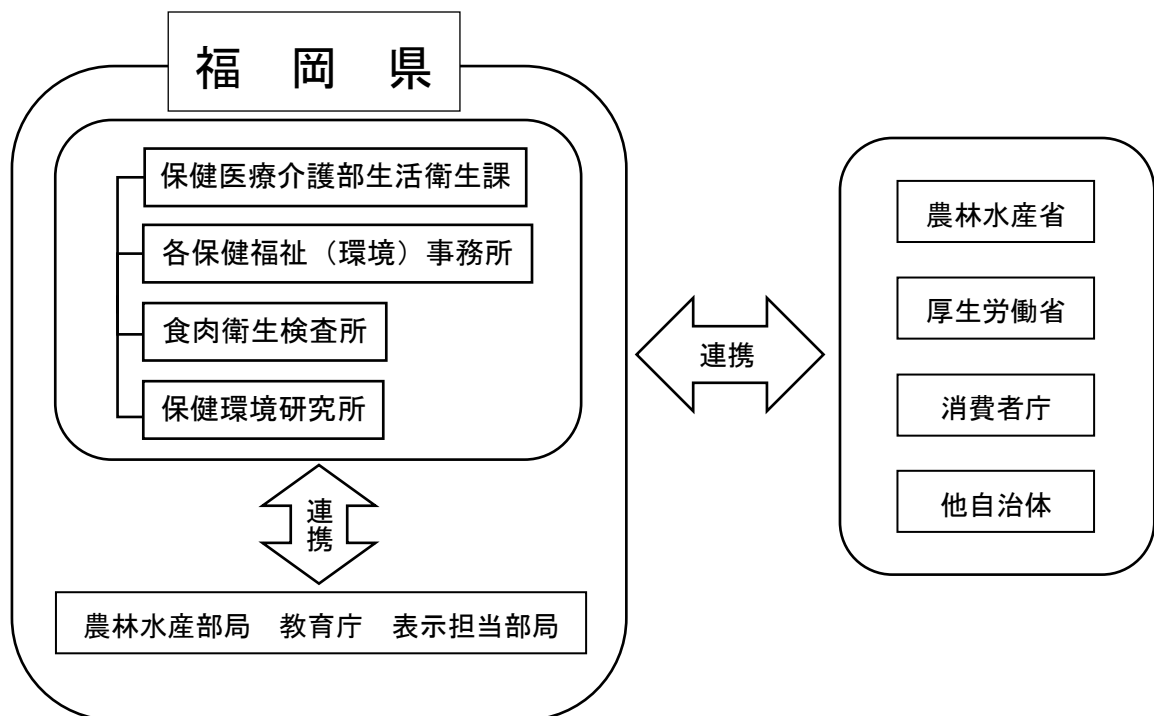 福　岡　県
保健医療介護部生活衛生課
各保健福祉（環境）事務所
食肉衛生検査所
保健環境研究所
連携
農林水産部局　教育庁　表示担当部局
連携
農林水産省
厚生労働省
消費者庁
他自治体